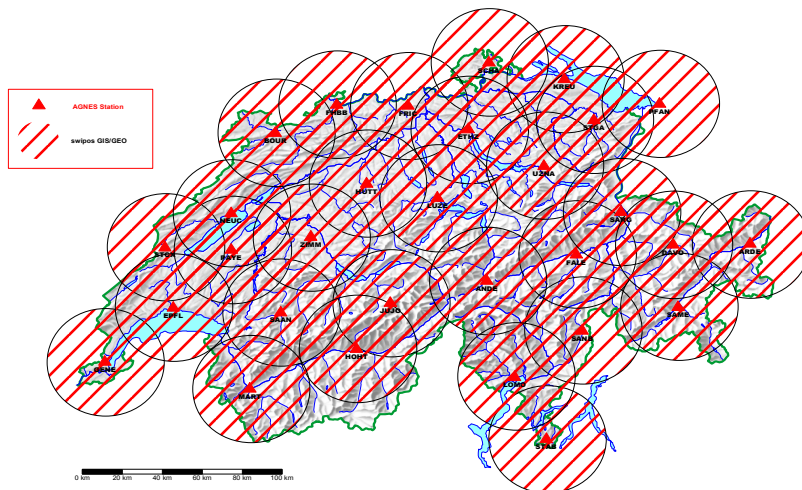 SCHA
KREU
AGNES Station
FHBB
FRIC
PFAN
STGA
swipos GIS/GEO
BOUR
ETHZ
UZNA
HUTT
LUZE
NEUC
SARG
STCX
PAYE
ZIMM
DAVO
ARDE
FALE
ANDE
EPFL
SAAN
JUJO
SAME
SANB
HOHT
GENE
MART
LOMO
STAB
0 km 20 km 40 km 60 km 80 km 100 km